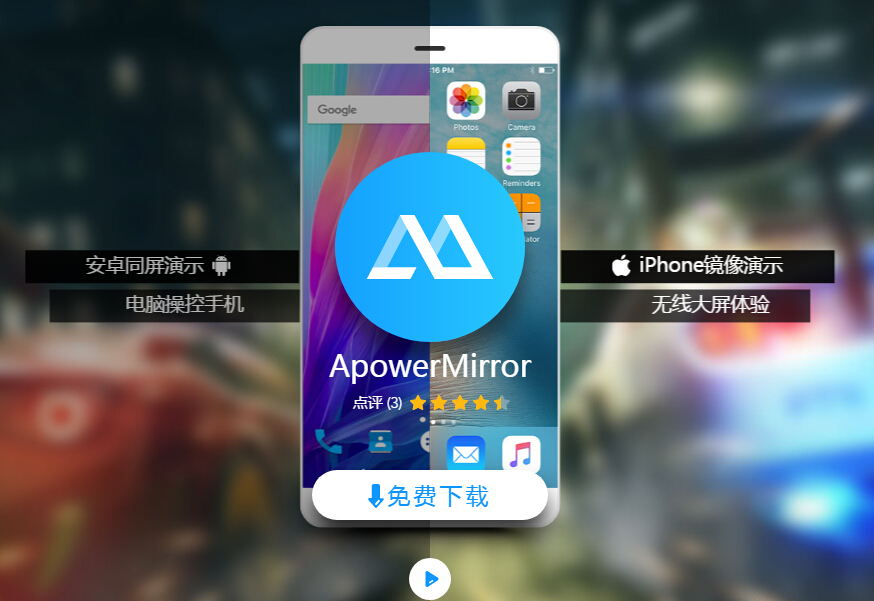 16 PM
Google
Photos
Camera
Reminders
ator
安卓同屏演示
iPhone镜像演示
电脑操控手机
无线大屏体验
ApowerMirror
点评 (3)
免费下载